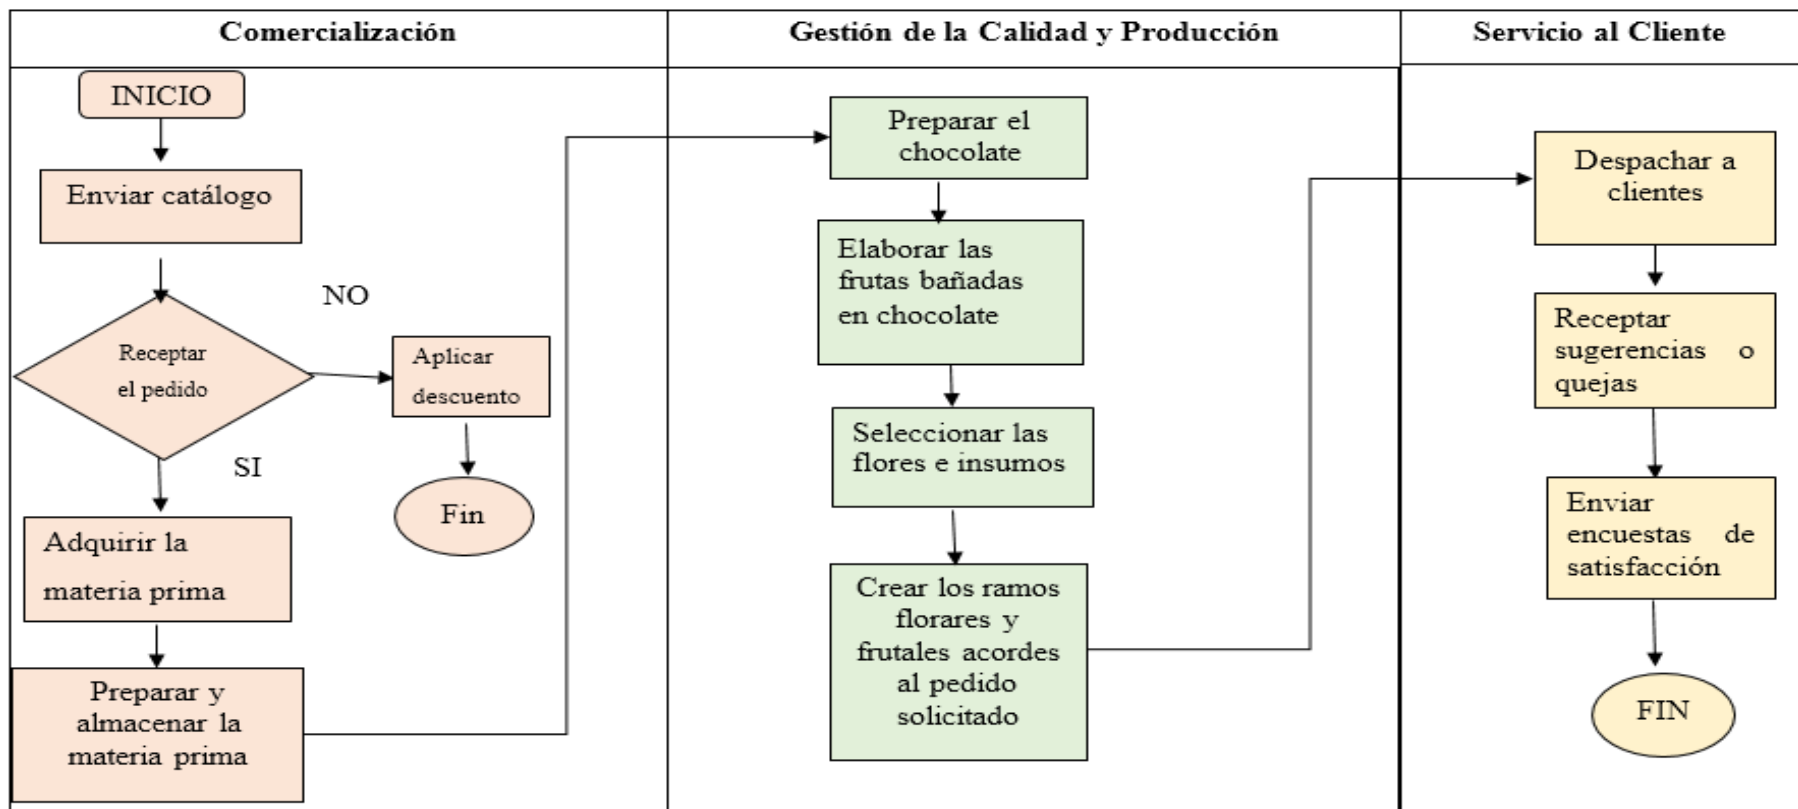 Comercialización
Gestión de la Calidad y Producción
Servicio al Cliente
INICIO
Enviar catálogo
NO
Receptar
el pedido
Aplicar
descuento
SI
Fin
Adquirir la
materia prima
Preparar y
almacenar la
materia prima
Preparar el
chocolate
Elaborar las
frutas bañadas
en chocolate
Seleccionar las
flores e insumos
Crear los ramos
florares y
frutales acordes
al pedido
solicitado
Despachar a
clientes
Receptar
sugerencias o
quejas
Enviar
encuestas de
satisfacción
FIN